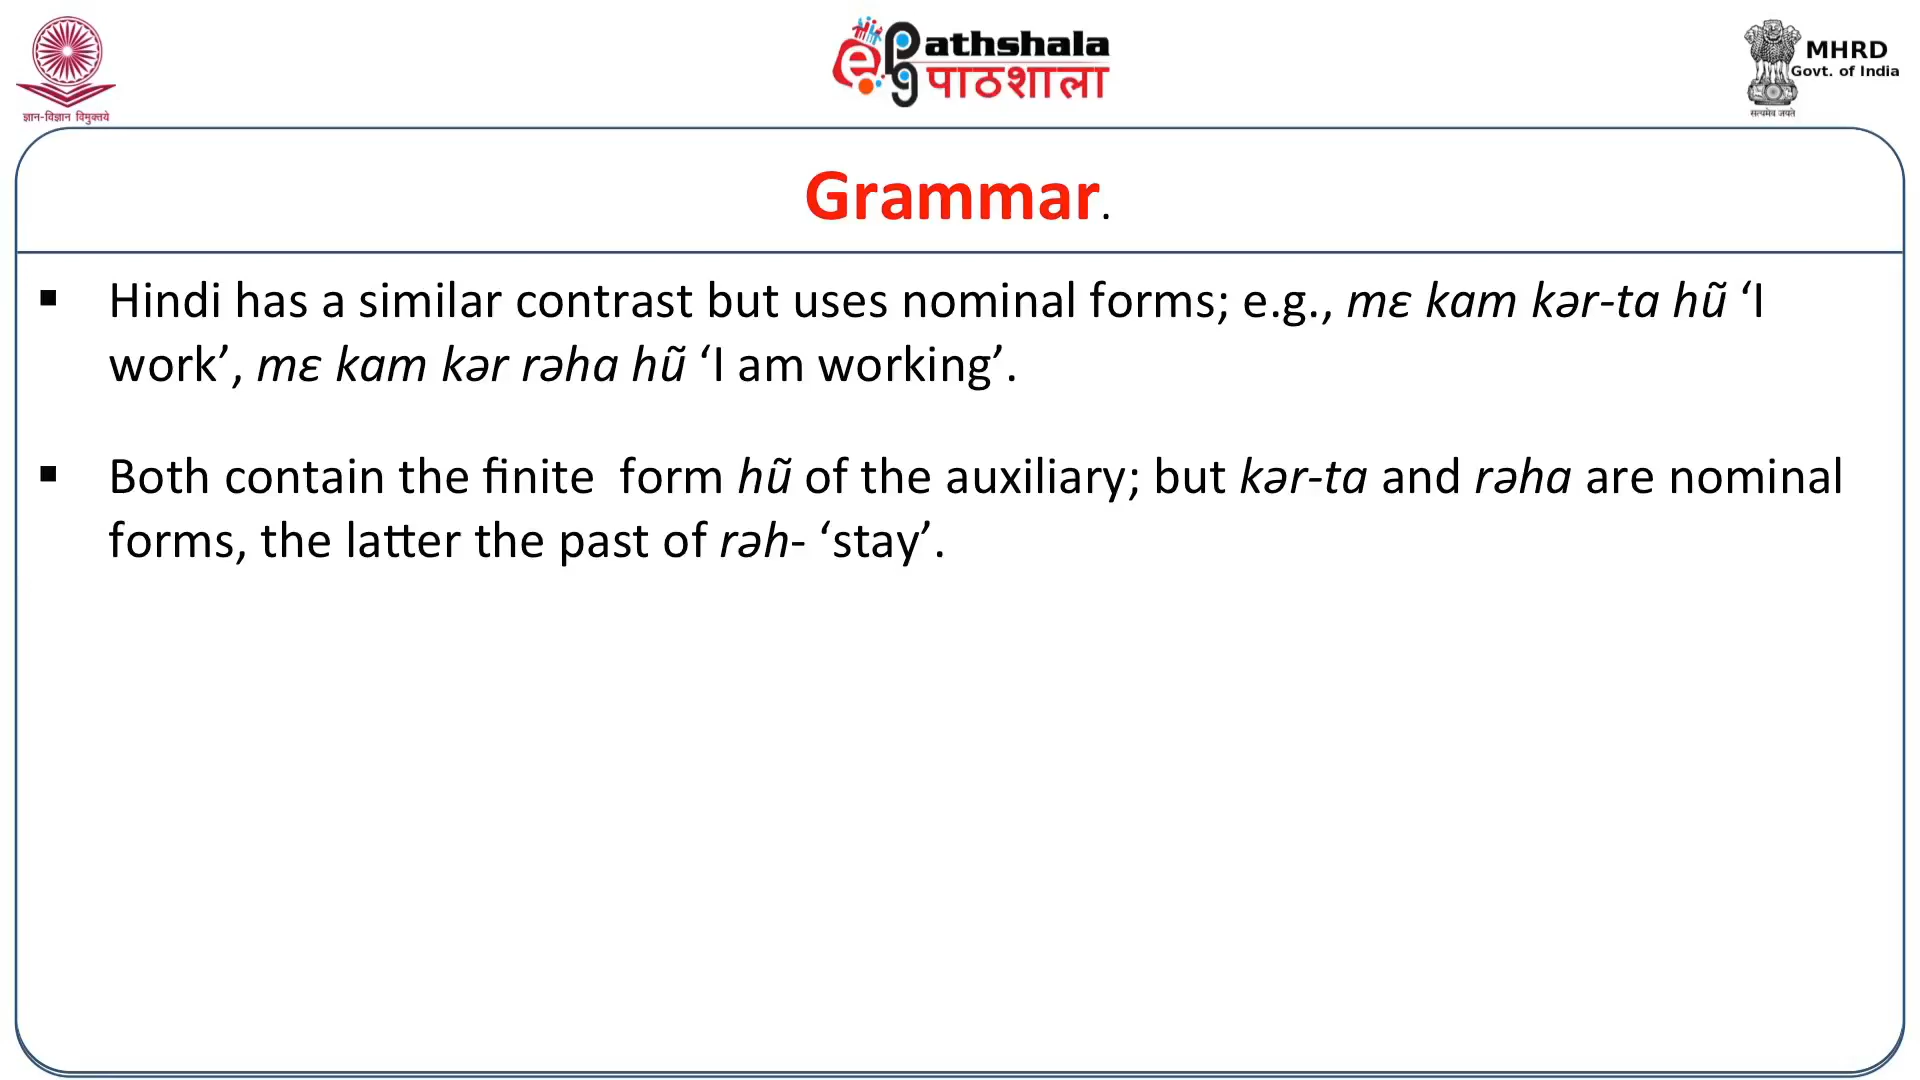 ज्ञान-विज्ञान विमुक्तये
e pg Pathshala
पाठशाला
MHRD
Govt. of India
सत्यमेव जयते
Grammar.
▪ Hindi has a similar contrast but uses nominal forms; e.g., mɛ kam kər-ta hũ ‘I
work’, mɛ kam kər rəha hũ ‘I am working’.
▪ Both contain the finite  form hũ of the auxiliary; but kər-ta and rəha are nominal
forms, the latter the past of rəh- ‘stay’.